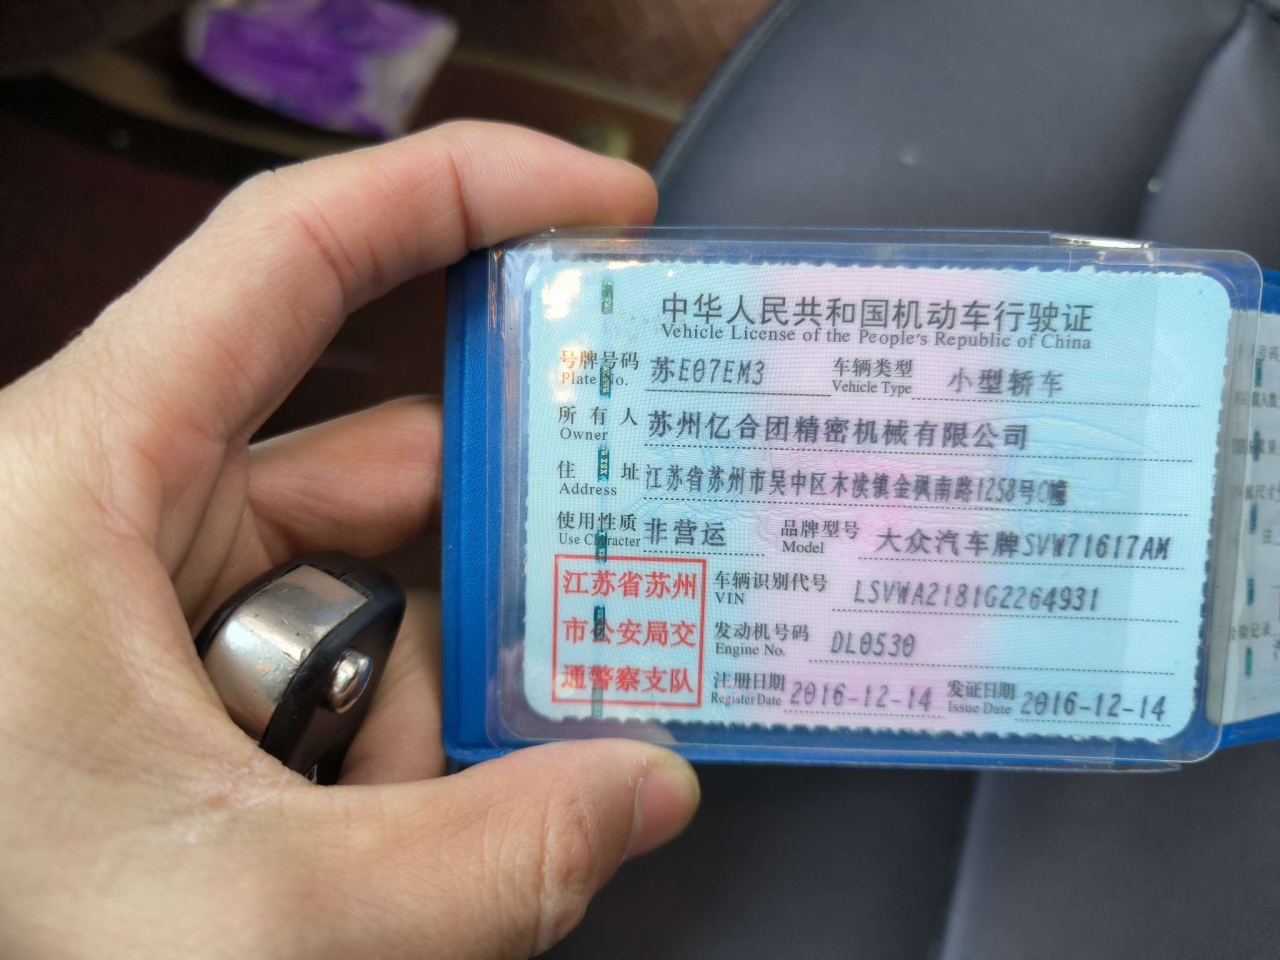 中华人民共和国机动车行驶证
Vehicle License of the People's Republic of China
号牌号码 苏E07EM3 车辆类型 小型轿车
Plate No. Vehicle Type
所有人 苏州亿合团精密机械有限公司
Owner
住址 江苏省苏州市吴中区木渎镇金枫南路1258号C幢
Address
使用性质 非营运 品牌型号 大众汽车牌SVW71617AM
Use Character Model
江苏省苏州
市公安局交
通警察支队
车辆识别代号 LSVWA2181G2264931
VIN
发动机号码 DL0530
Engine No.
注册日期 2016-12-14 发证日期 2016-12-14
Register Date Issue Date